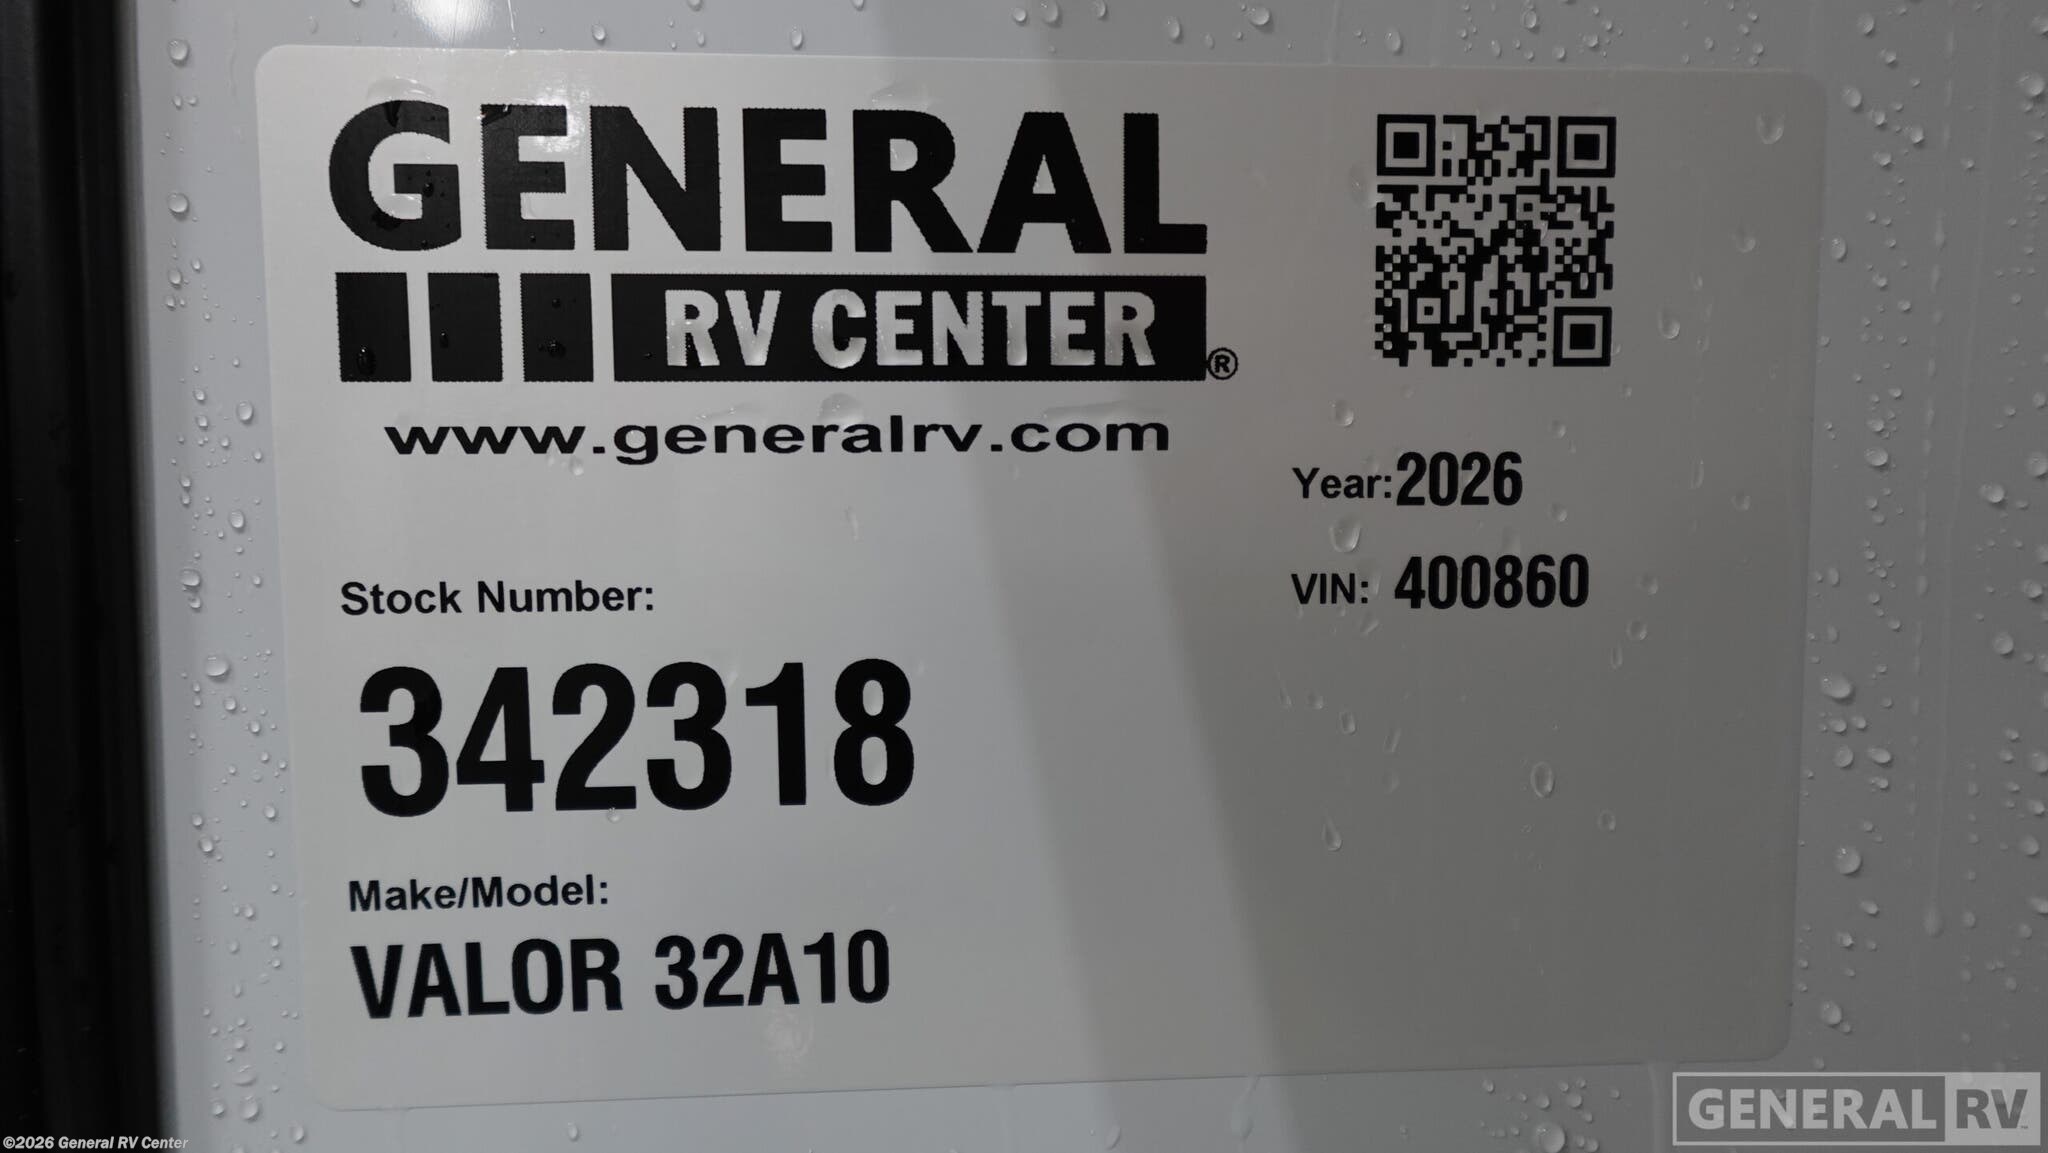 GENERAL
RV CENTER®
www.generalrv.com
Year: 2026
VIN: 400860
Stock Number:
342318
Make/Model:
VALOR 32A10
GENERAL RV™
©2026 General RV Center